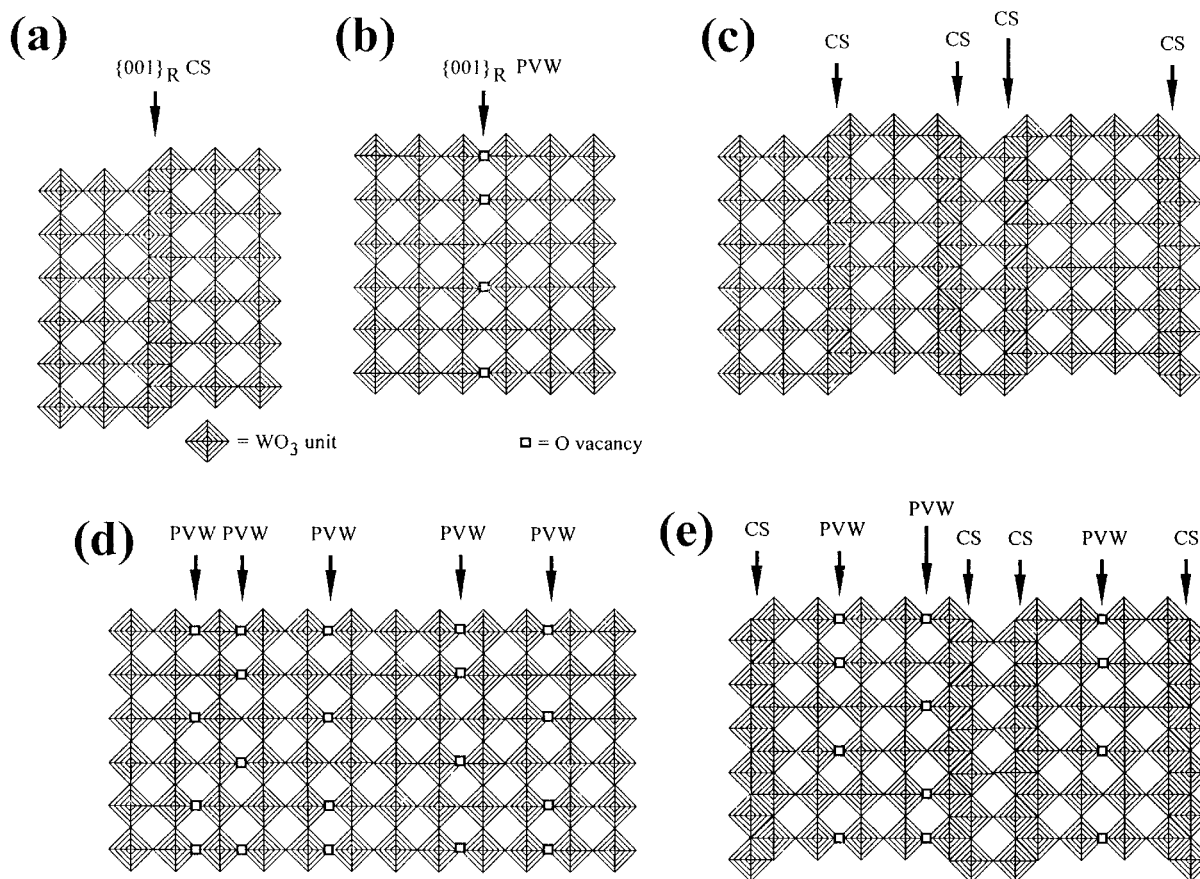 (a)
{001}R CS
(b)
{001}R PVW
(c)
CS
CS
CS
CS
= WO3 unit
= O vacancy
(d)
PVW PVW PVW PVW PVW
(e)
CS
PVW
PVW
CS
CS
PVW
CS